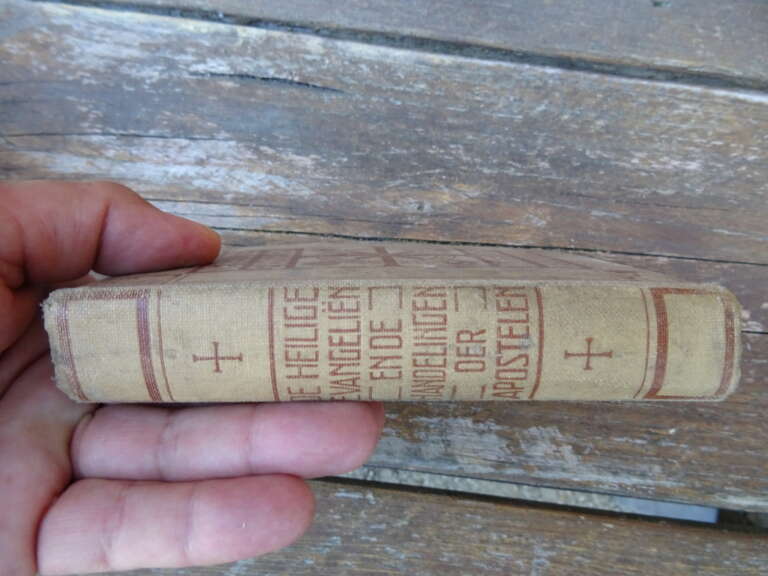 DE HEILIGE
EVANGELIËN
EN DE
HANDELINGEN
DER
APOSTELEN